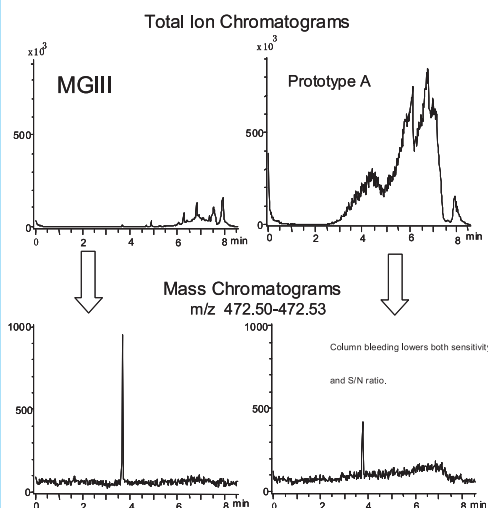 Total Ion Chromatograms
x10³
x10³
MGIII
Prototype A
500
500
0
0
0 2 4 6 8 min
0 2 4 6 8 min
Mass Chromatograms
m/z 472.50-472.53
1000
1000
Column bleeding lowers both sensitivity
and S/N ratio.
500
500
0
0
0 2 4 6 8 min
0 2 4 6 8 min